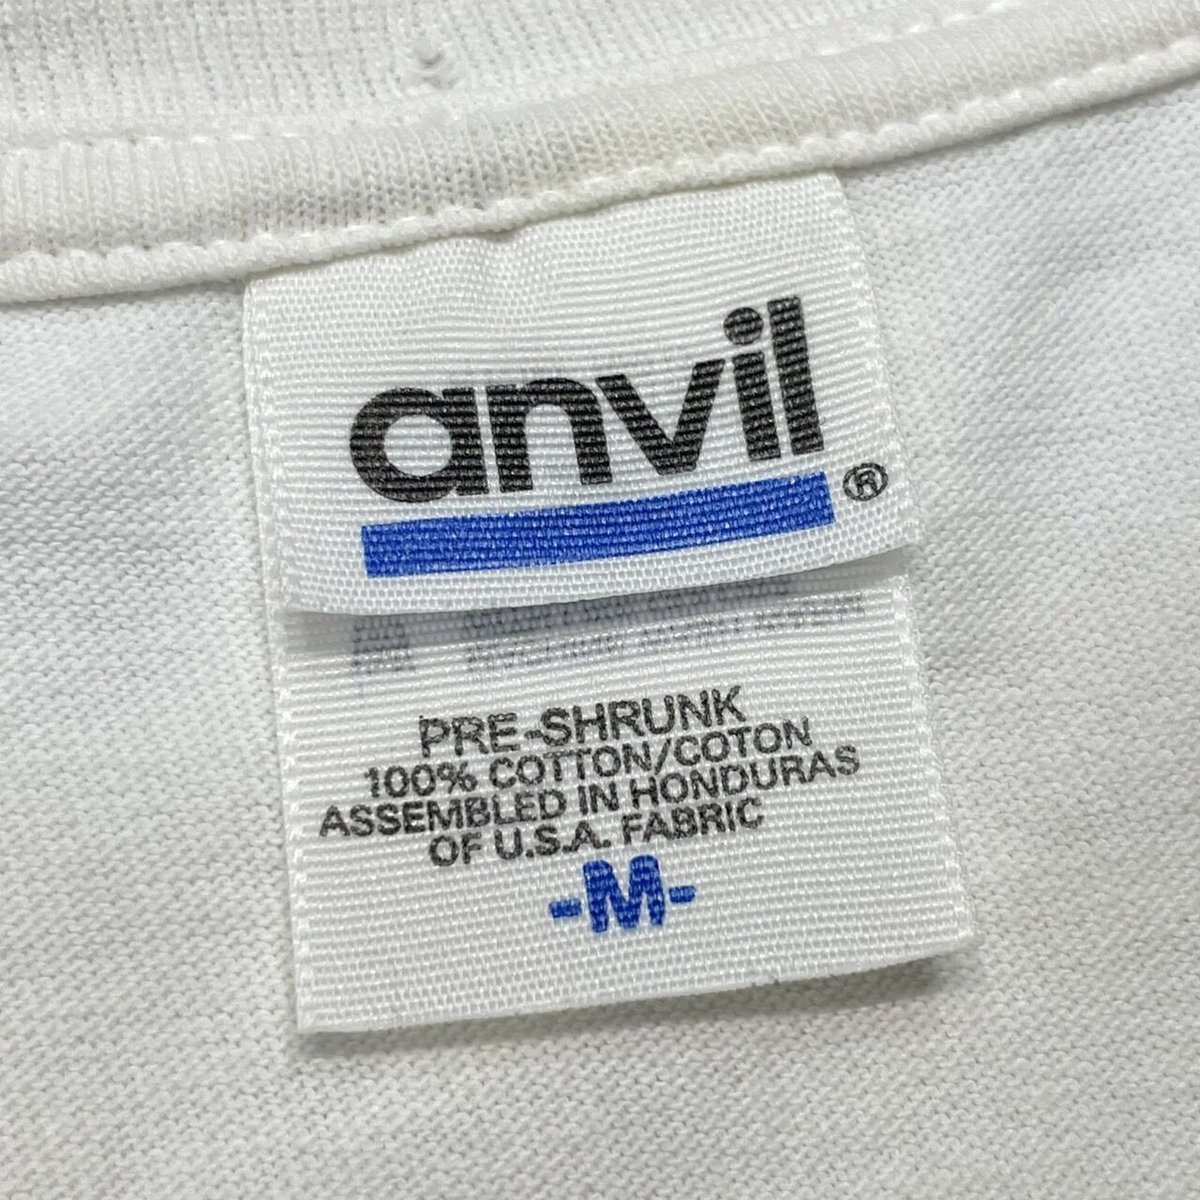 anvil
®
PRE-SHRUNK
100% COTTON/COTON
ASSEMBLED IN HONDURAS
OF U.S.A. FABRIC
-M-